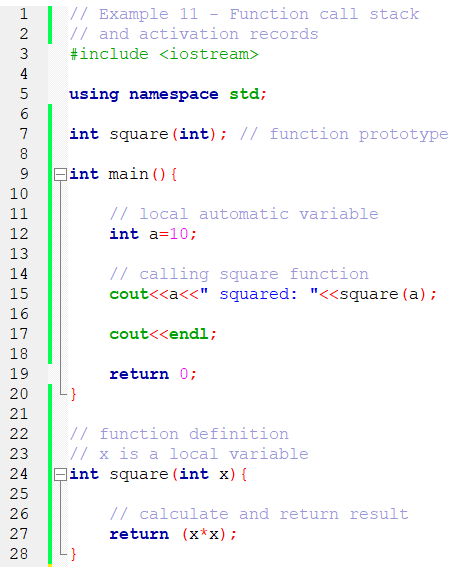 1 // Example 11 - Function call stack
2 // and activation records
3 #include <iostream>
4
5 using namespace std;
6
7 int square(int); // function prototype
8
9 int main(){
10
11 // local automatic variable
12 int a=10;
13
14 // calling square function
15 cout<<a<<" squared: "<<square(a);
16
17 cout<<endl;
18
19 return 0;
20 }
21
22 // function definition
23 // x is a local variable
24 int square(int x){
25
26 // calculate and return result
27 return (x*x);
28 }